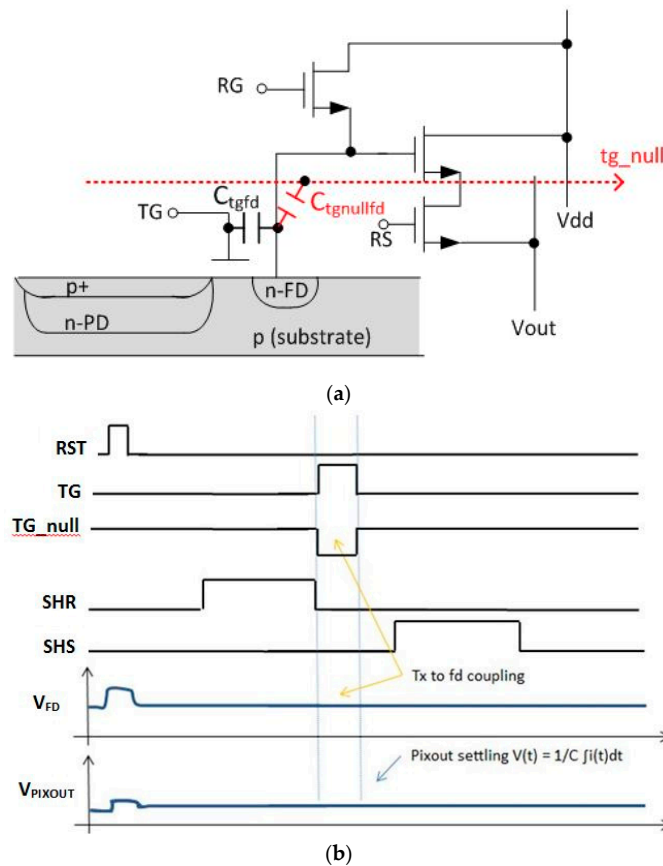 RG
tg_null
C_tgfd
C_tgnullfd
TG
RS
Vdd
p+
n-FD
n-PD
p (substrate)
Vout
(a)
RST
TG
TG_null
SHR
SHS
Tx to fd coupling
V_FD
Pixout settling V(t) = 1/C ∫i(t)dt
V_PIXOUT
(b)